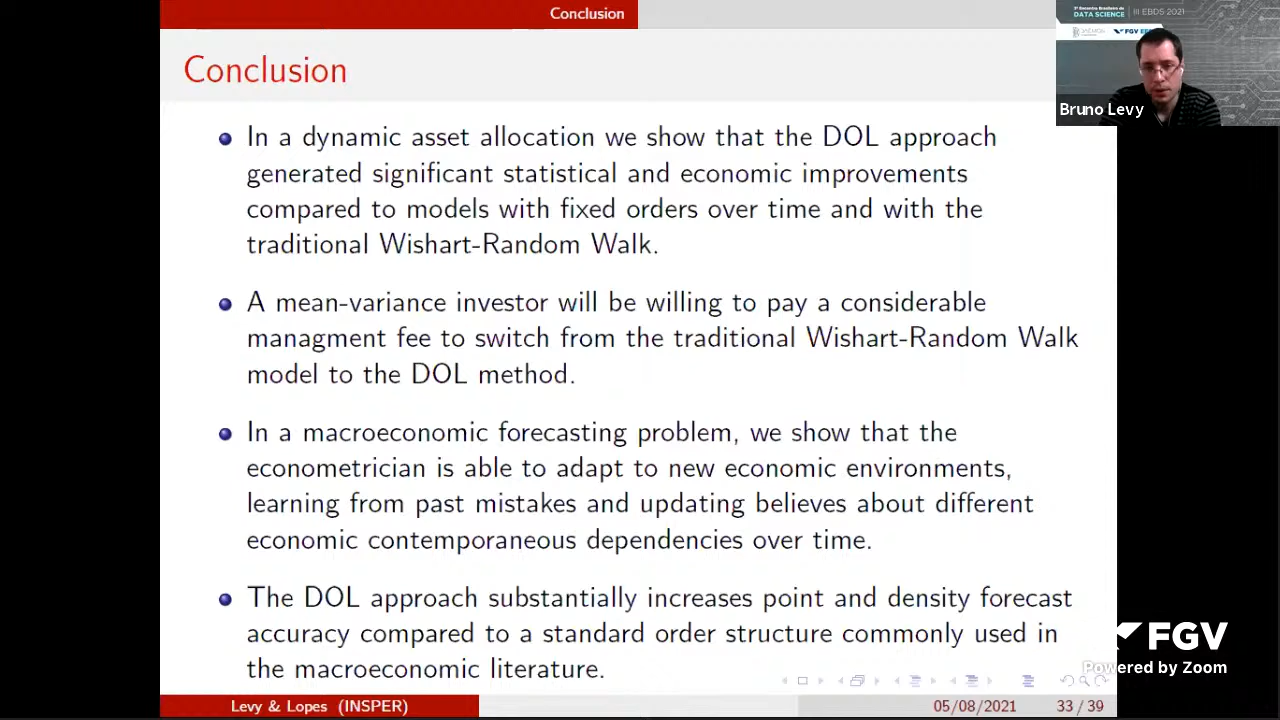 Conclusion
Conclusion
In a dynamic asset allocation we show that the DOL approach
generated significant statistical and economic improvements
compared to models with fixed orders over time and with the
traditional Wishart-Random Walk.
A mean-variance investor will be willing to pay a considerable
managment fee to switch from the traditional Wishart-Random Walk
model to the DOL method.
In a macroeconomic forecasting problem, we show that the
econometrician is able to adapt to new economic environments,
learning from past mistakes and updating believes about different
economic contemporaneous dependencies over time.
The DOL approach substantially increases point and density forecast
accuracy compared to a standard order structure commonly used in
the macroeconomic literature.
Levy & Lopes (INSPER)
05/08/2021
33 / 39
DATA SCIENCE
III EBDS 2021
FGV
Bruno Levy
FGV
Powered by Zoom